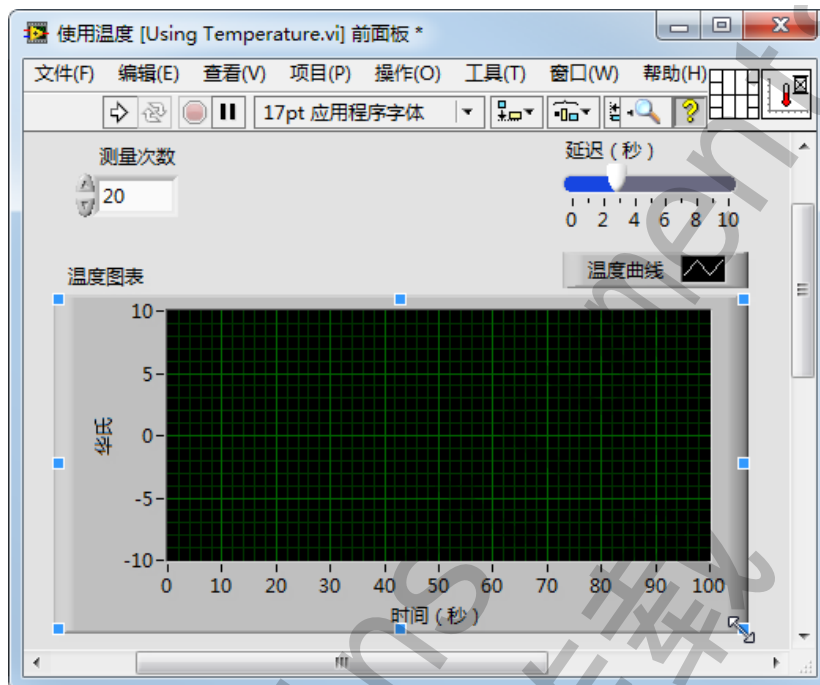 使用温度 [Using Temperature.vi] 前面板 *
文件(F) 编辑(E) 查看(V) 项目(P) 操作(O) 工具(T) 窗口(W) 帮助(H)
17pt 应用程序字体
测量次数
20
延迟（秒）
0 2 4 6 8 10
温度曲线
温度图表
10
5
0
-5
-10
华氏
0 10 20 30 40 50 60 70 80 90 100
时间（秒）